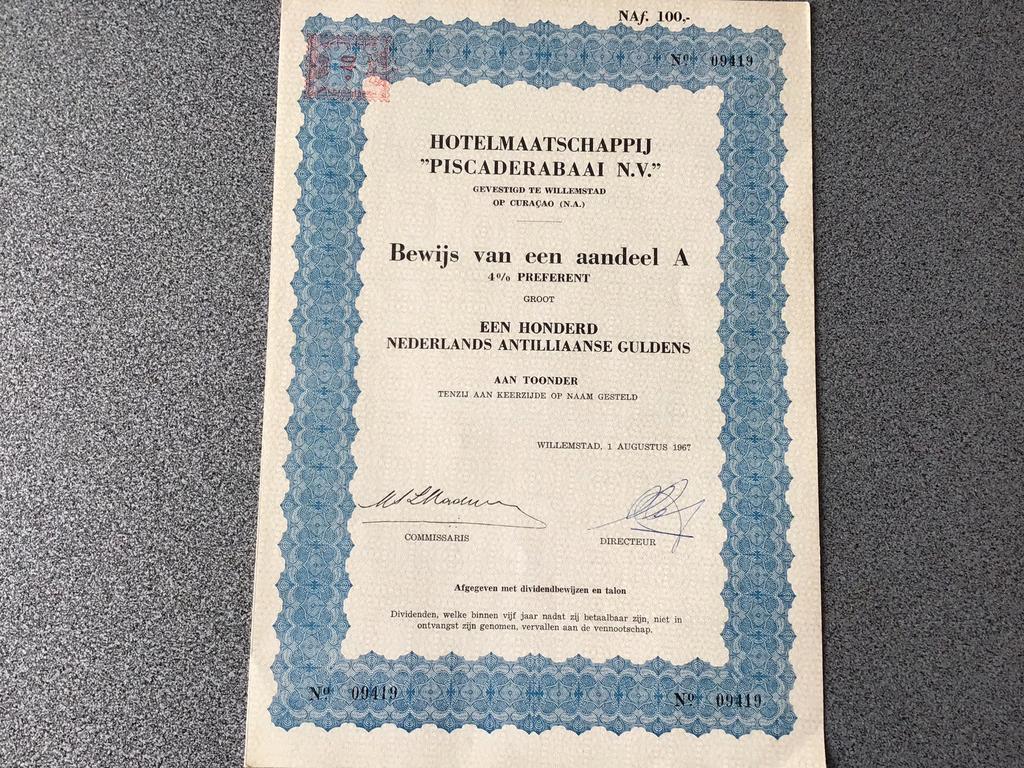 NAf. 100,-
Nº 09419
HOTELMAATSCHAPPIJ
"PISCADERABAAI N.V."
GEVESTIGD TE WILLEMSTAD
OP CURAÇAO (N.A.)
Bewijs van een aandeel A
4% PREFERENT
GROOT
EEN HONDERD
NEDERLANDS ANTILLIAANSE GULDENS
AAN TOONDER
TENZIJ AAN KEERZIJDE OP NAAM GESTELD
WILLEMSTAD, 1 AUGUSTUS 1967
COMMISSARIS
DIRECTEUR
Afgegeven met dividendbewijzen en talon
Dividenden, welke binnen vijf jaar nadat zij betaalbaar zijn, niet in
ontvangst zijn genomen, vervallen aan de vennootschap.
Nº 09419
Nº 09419